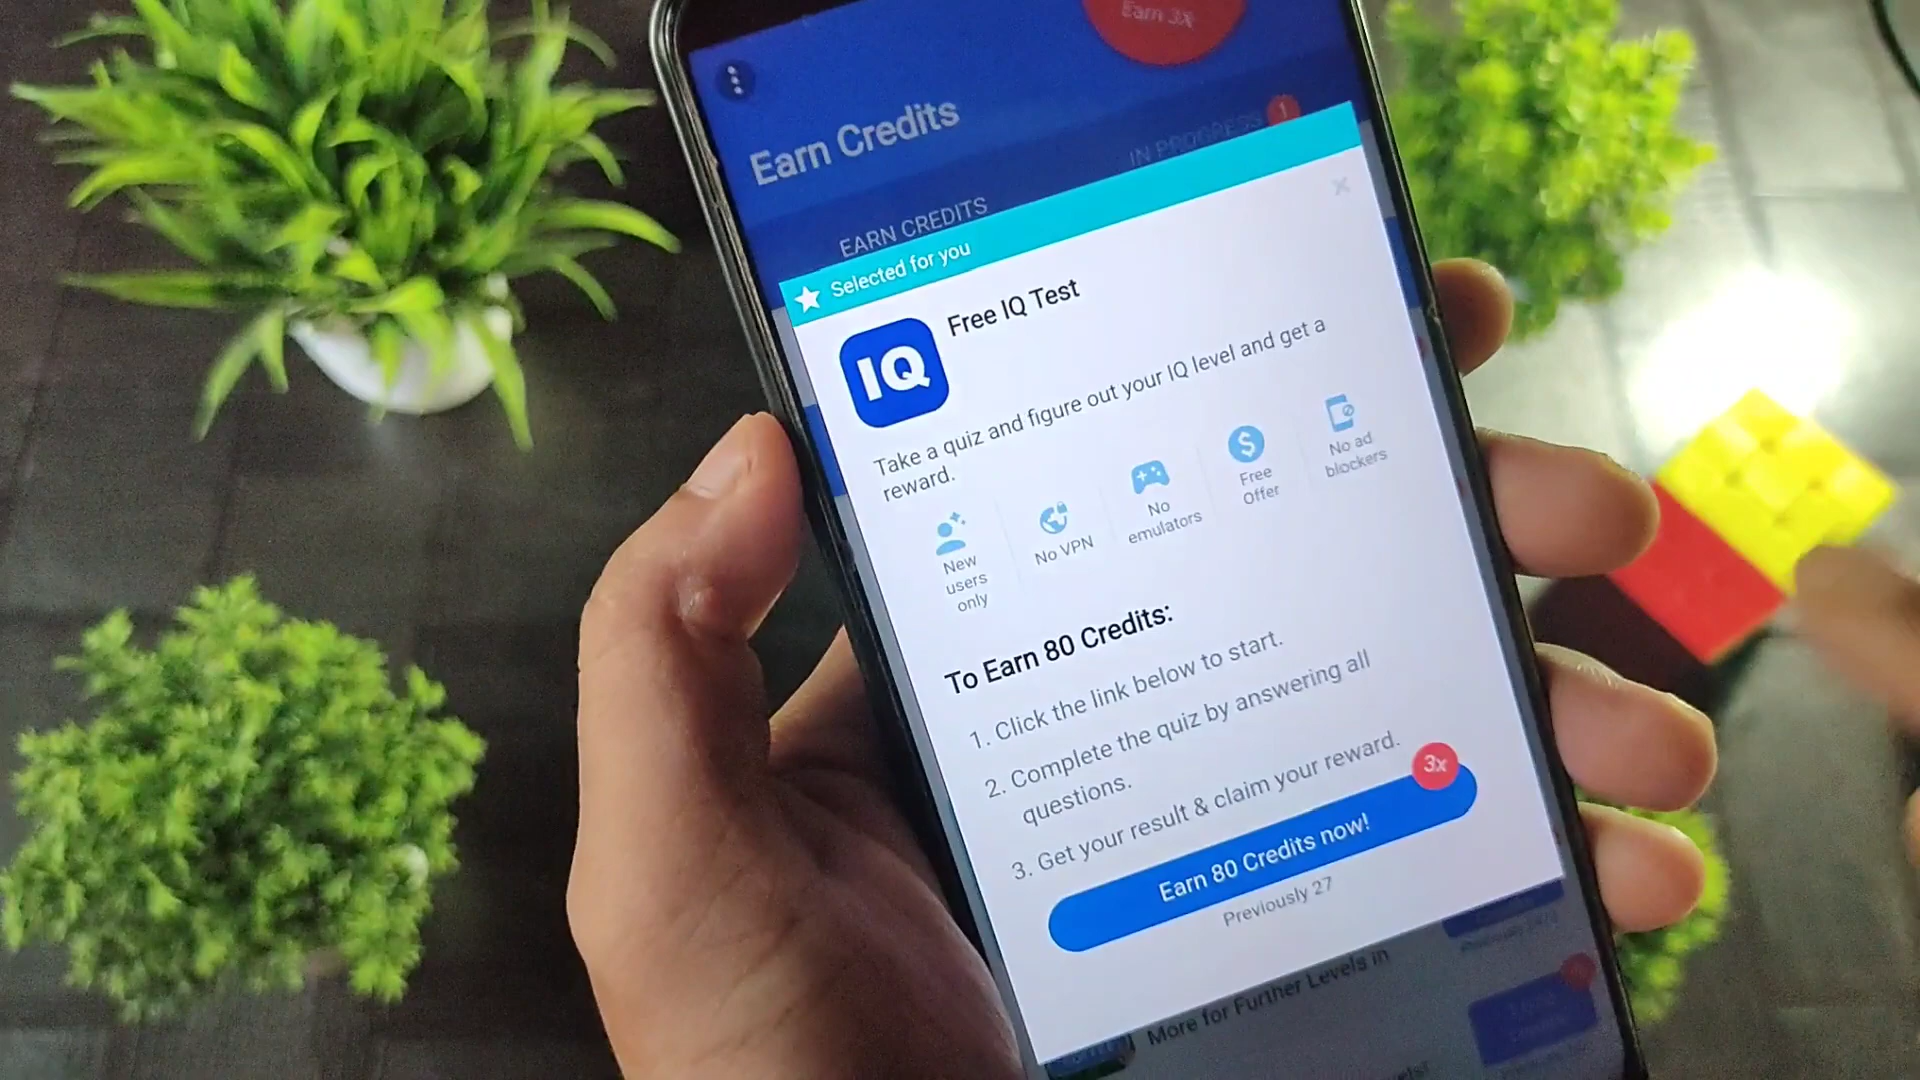 Earn 3x
Earn Credits
IN PROGRESS
1
EARN CREDITS
Selected for you
IQ
Free IQ Test
Take a quiz and figure out your IQ level and get a
reward.
New
users
only
No VPN
No
emulators
Free
Offer
No ad
blockers
To Earn 80 Credits:
1. Click the link below to start.
2. Complete the quiz by answering all
questions.
3. Get your result & claim your reward.
3x
Earn 80 Credits now!
Previously 27
More for Further Levels in